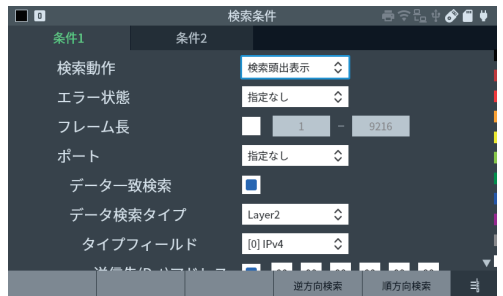 D 検索条件
条件1 条件2
検索動作 検索頭出表示
エラー状態 指定なし
フレーム長 1 – 9216
ポート 指定なし
データ一致検索
データ検索タイプ Layer2
タイプフィールド [0] IPv4
逆方向検索 順方向検索